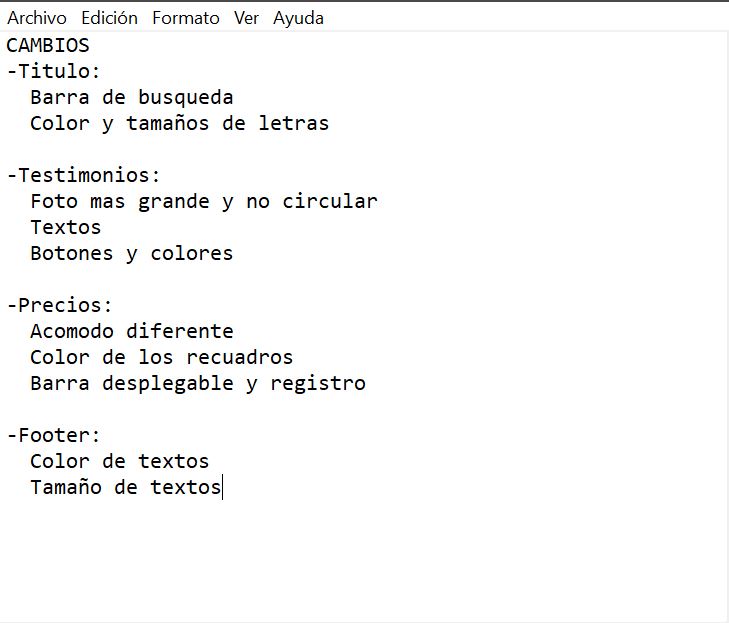 Archivo Edición Formato Ver Ayuda
CAMBIOS
-Titulo:
Barra de busqueda
Color y tamaños de letras
-Testimonios:
Foto mas grande y no circular
Textos
Botones y colores
-Precios:
Acomodo diferente
Color de los recuadros
Barra desplegable y registro
-Footer:
Color de textos
Tamaño de textos